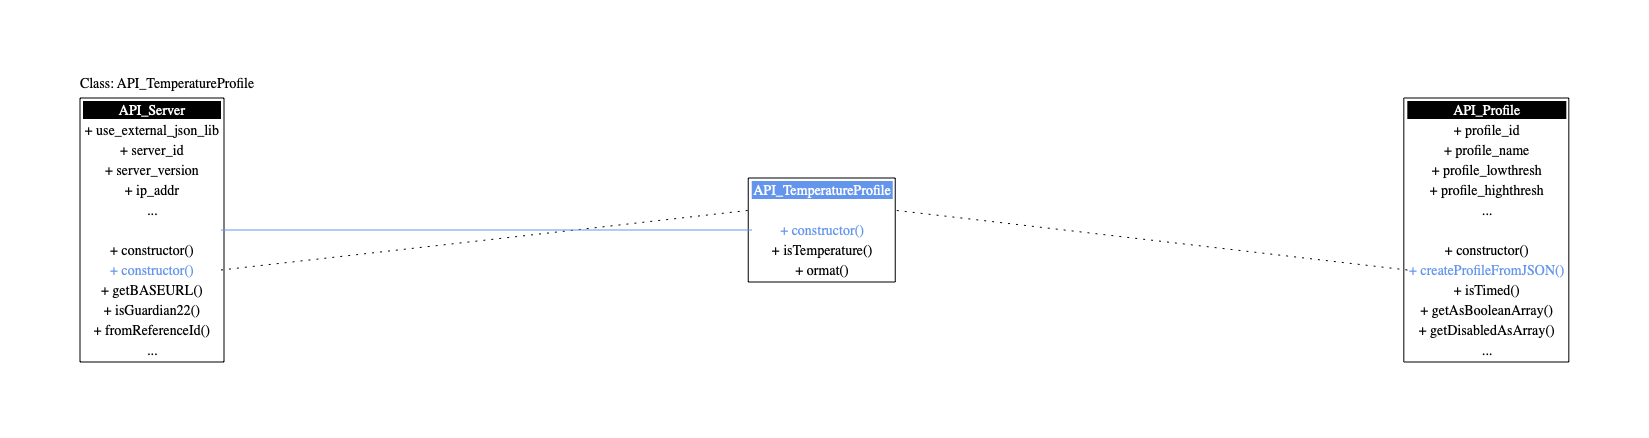 Class: API_TemperatureProfile
API_Server
+ use_external_json_lib
+ server_id
+ server_version
+ ip_addr
...
+ constructor()
+ constructor()
+ getBASEURL()
+ isGuardian22()
+ fromReferenceId()
...
API_TemperatureProfile
+ constructor()
+ isTemperature()
+ ormat()
API_Profile
+ profile_id
+ profile_name
+ profile_lowthresh
+ profile_highthresh
...
+ constructor()
+ createProfileFromJSON()
+ isTimed()
+ getAsBooleanArray()
+ getDisabledAsArray()
...